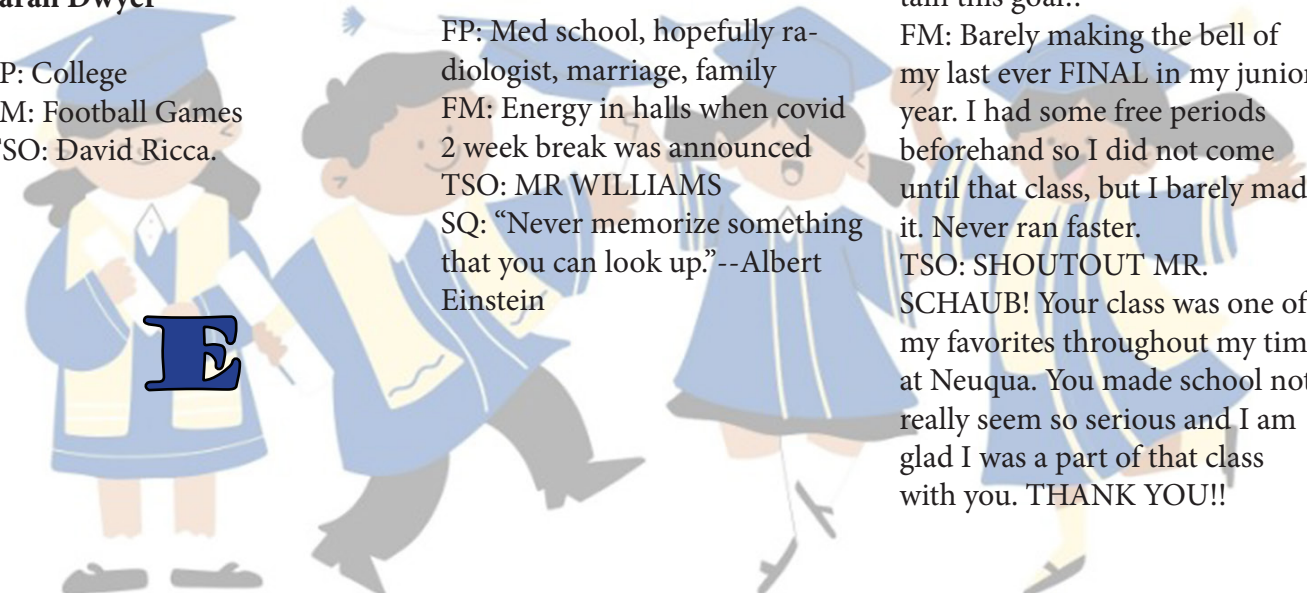 Dwyer
P: College
M: Football Games
SO: David Ricca.
E
FP: Med school, hopefully ra-
diologist, marriage, family
FM: Energy in halls when covid
2 week break was announced
TSO: MR WILLIAMS
SQ: “Never memorize something
that you can look up.”--Albert
Einstein
tain this goal!!
FM: Barely making the bell of
my last ever FINAL in my junior
year. I had some free periods
beforehand so I did not come
until that class, but I barely mad
it. Never ran faster.
TSO: SHOUTOUT MR.
SCHAUB! Your class was one of
my favorites throughout my tim
at Neuqua. You made school not
really seem so serious and I am
glad I was a part of that class
with you. THANK YOU!!